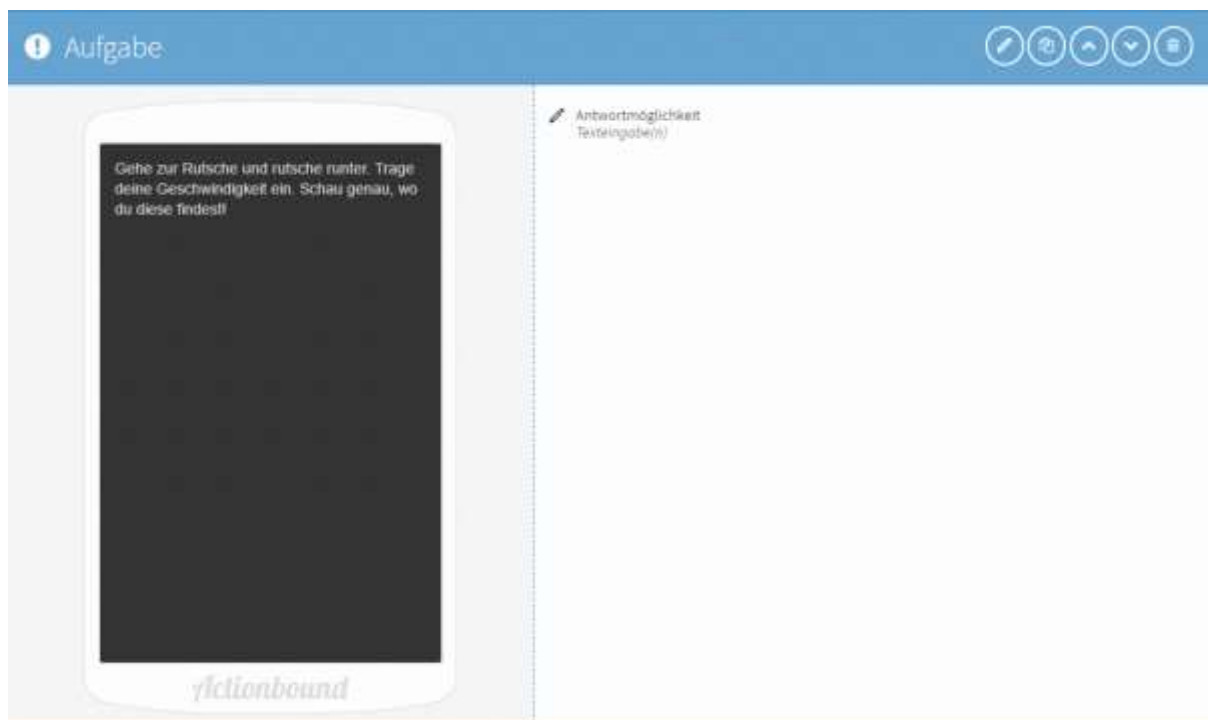 Aufgabe
Gehe zur Rutsche und rutsche runter. Trage
deine Geschwindigkeit ein. Schau genau, wo
du diese findest!
Actionbound
Antwortmöglichkeit
Texteingabe(n)